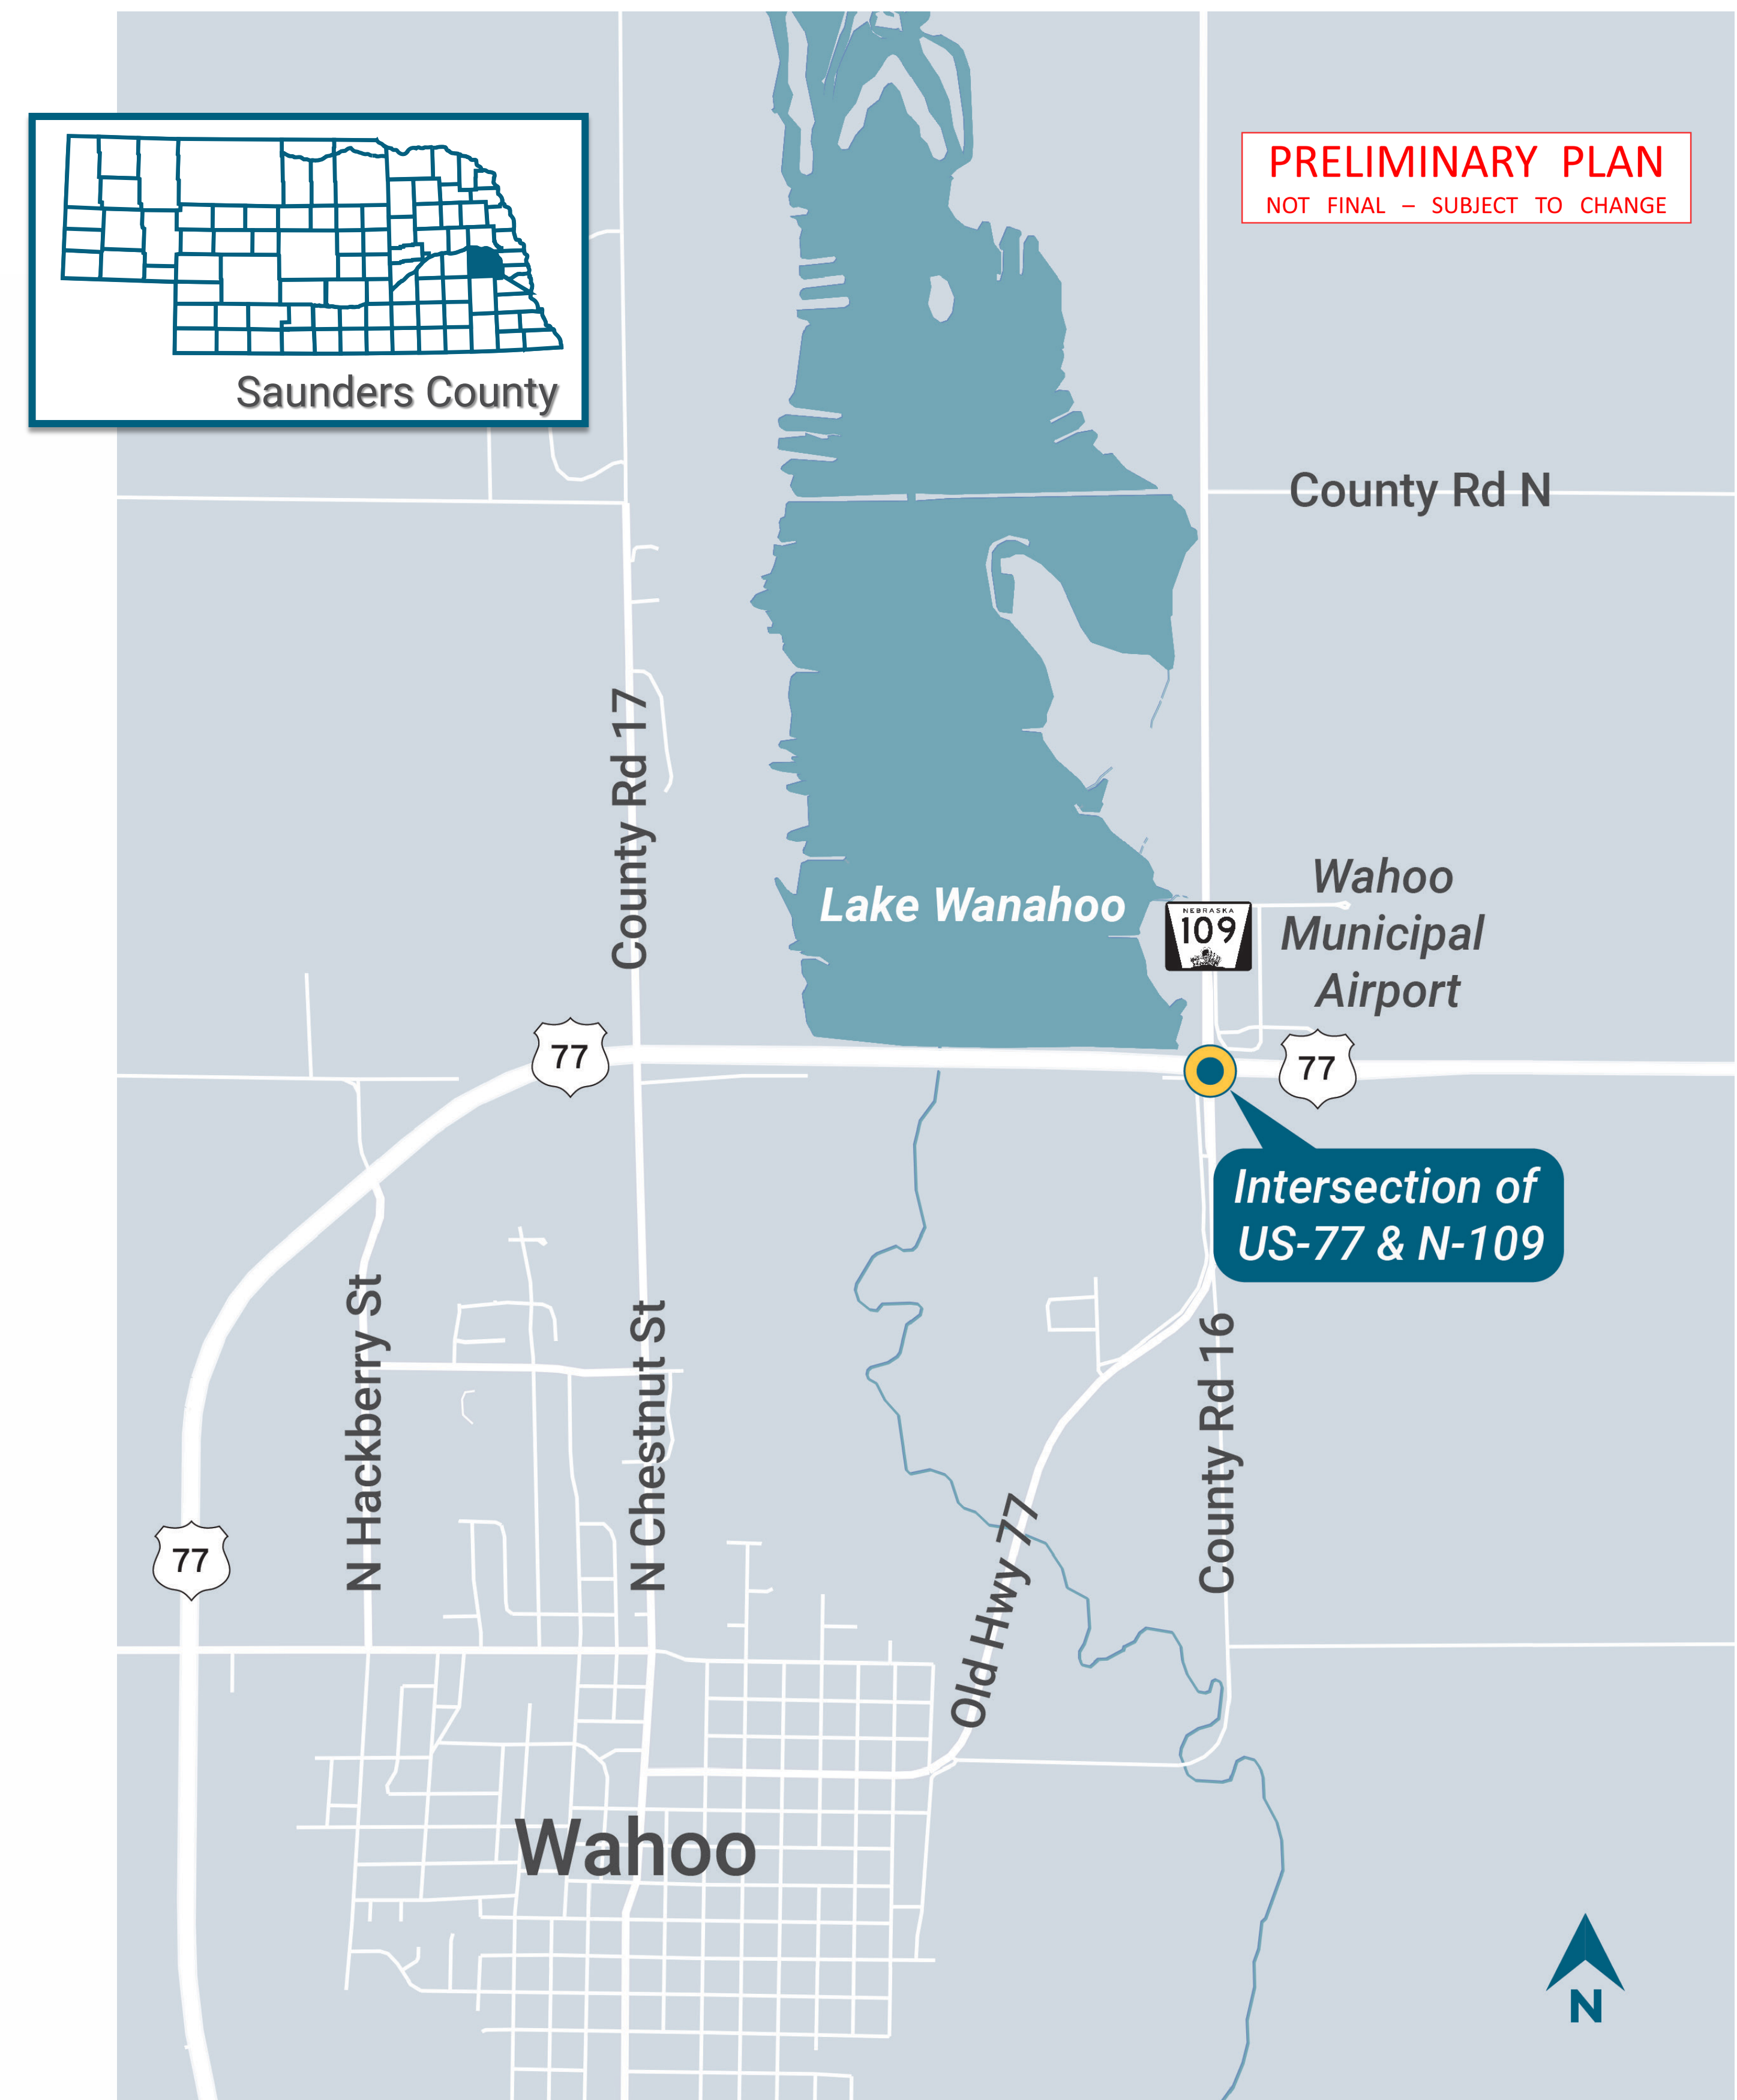 PRELIMINARY PLAN
NOT FINAL – SUBJECT TO CHANGE
Saunders County
County Rd N
County Rd 17
Lake Wanahoo
NEBRASKA
109
Wahoo
Municipal
Airport
77
77
Intersection of
US-77 & N-109
N Hackberry St
N Chestnut St
County Rd 16
Old Hwy 77
77
Wahoo
N